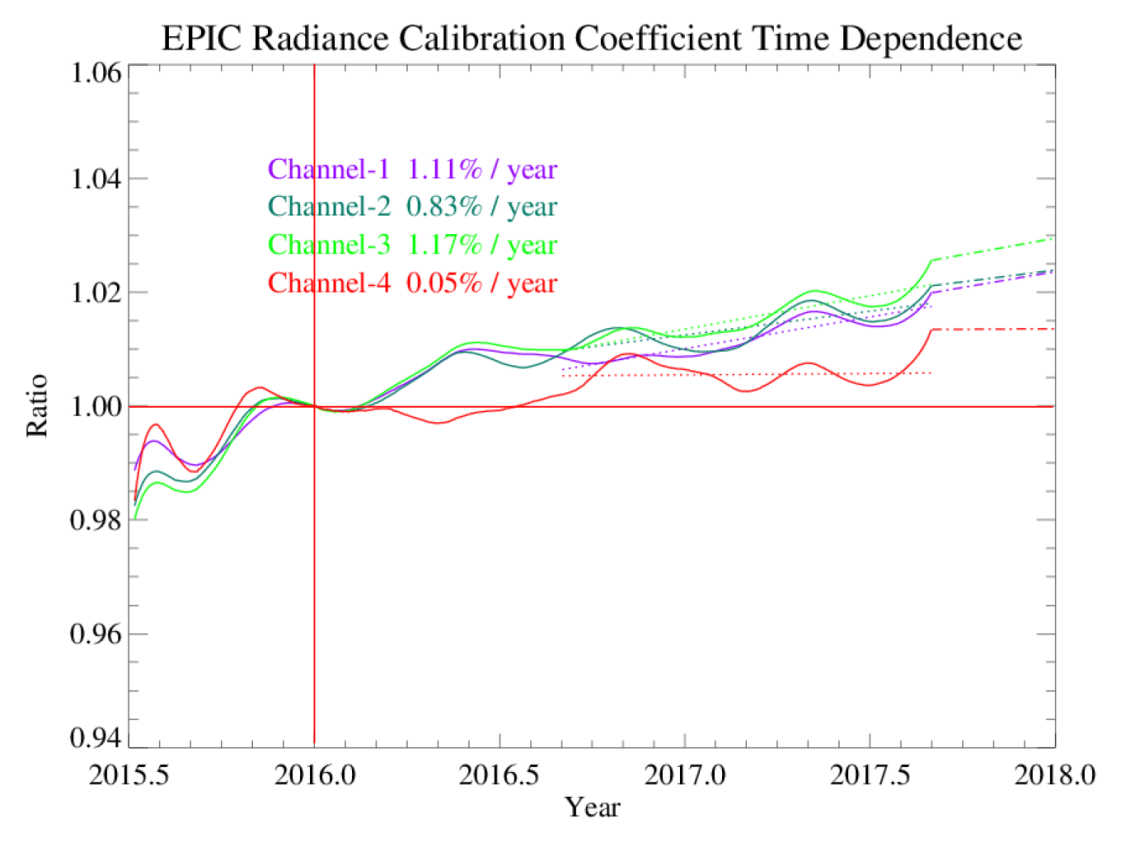 EPIC Radiance Calibration Coefficient Time Dependence
1.06
Channel-1 1.11% / year
1.04
Channel-2 0.83% / year
Channel-3 1.17% / year
Channel-4 0.05% / year
1.02
1.00
Ratio
0.98
0.96
0.94
2015.5 2016.0 2016.5 2017.0 2017.5 2018.0
Year